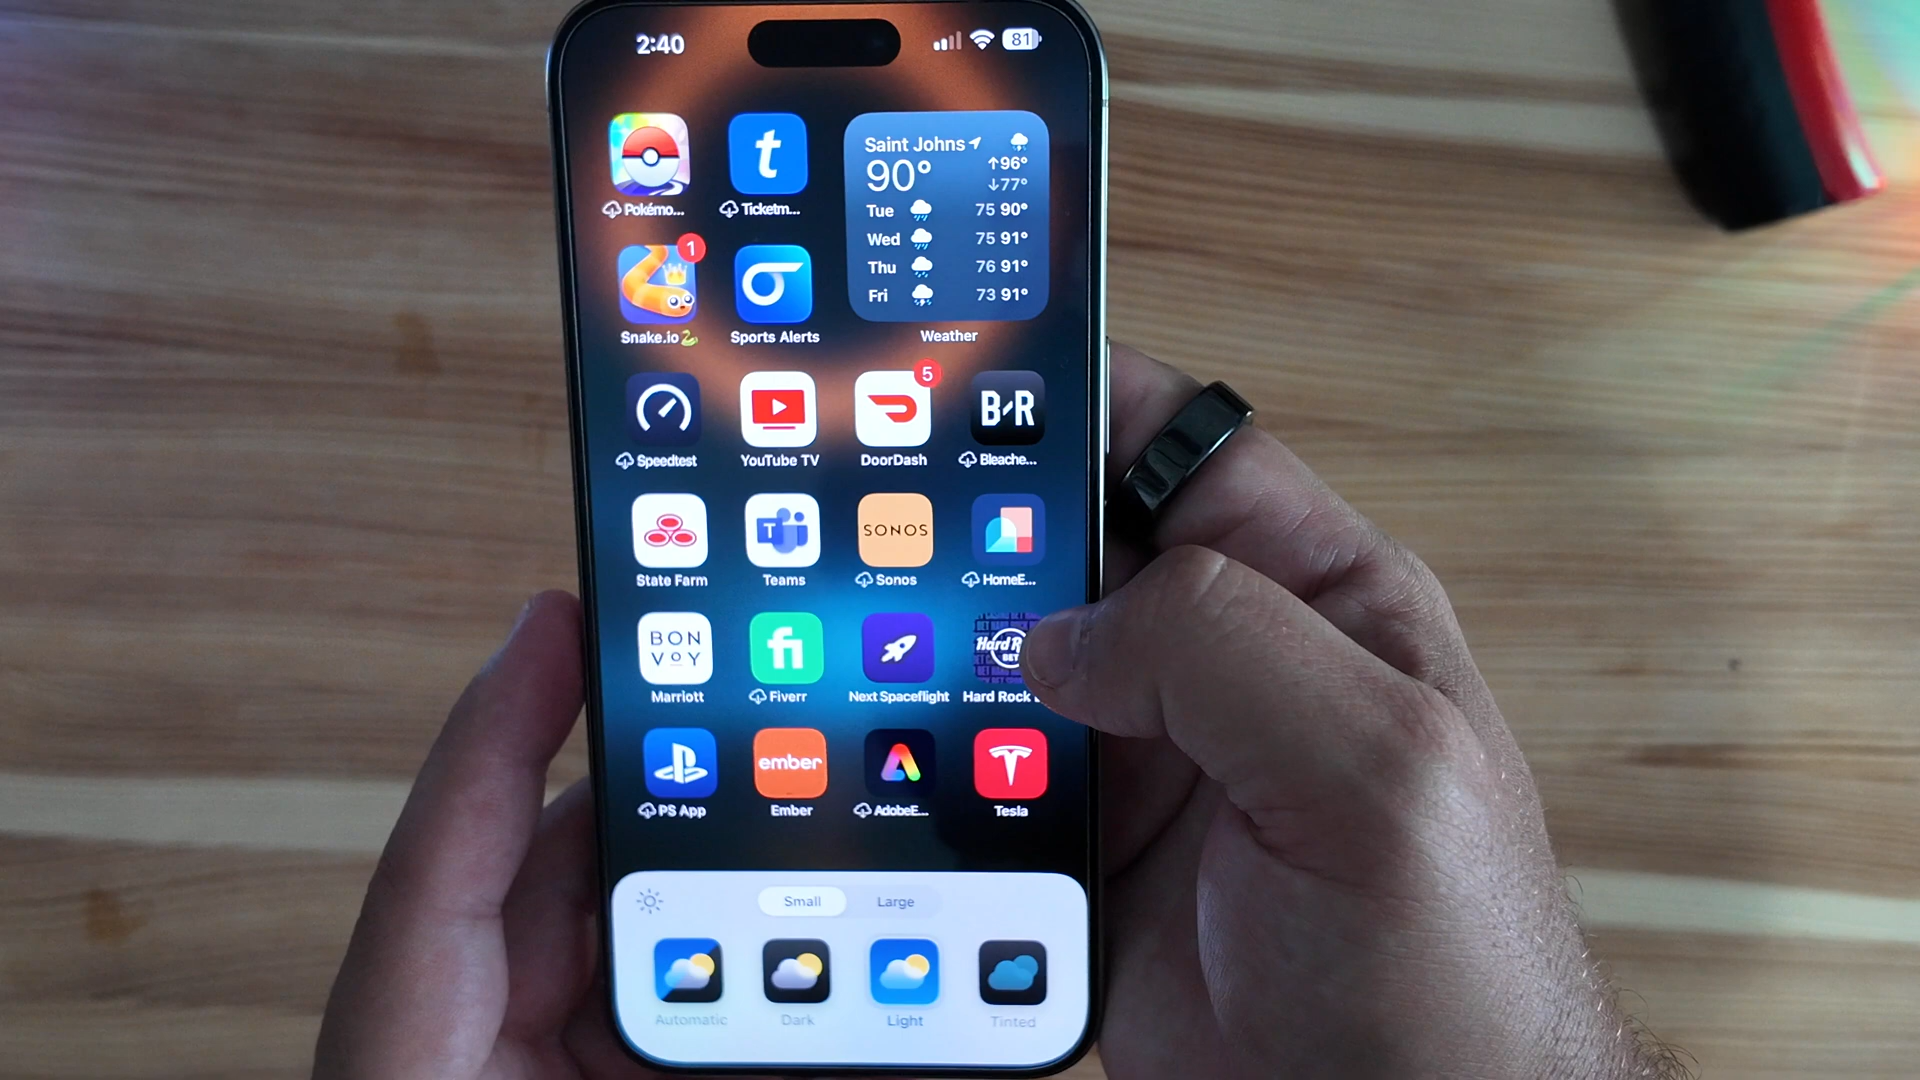 2:40
81
t
Saint Johns
90°
↑96°
↓77°
Pokémo...
Ticketm...
Tue 75 90°
Wed 75 91°
Thu 76 91°
Fri 73 91°
1
Snake.io🐍
Sports Alerts
Weather
5
B/R
Speedtest
YouTube TV
DoorDash
Bleache...
T
SONOS
State Farm
Teams
Sonos
HomeE...
BON
VOY
fi
Hard R
BET
Marriott
Fiverr
Next Spaceflight
Hard Rock
ember
PS App
Ember
AdobeE...
Tesla
Small
Large
Automatic
Dark
Light
Tinted